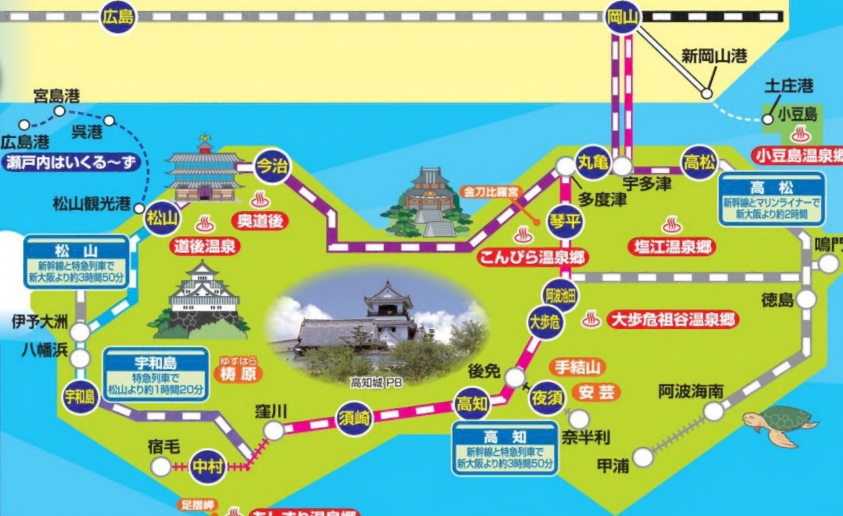 広島
岡山
新岡山港
土庄港
小豆島
小豆島温泉郷
宮島港
広島港
呉港
瀬戸内はいくる〜ず
松山観光港
松山
今治
奥道後
道後温泉
金刀比羅宮
丸亀
多度津
宇多津
高松
高松
新幹線とマリンライナーで
新大阪より約2時間
琴平
こんぴら温泉郷
塩江温泉郷
鳴門
松山
新幹線と特急列車で
新大阪より約3時間50分
阿波池田
大歩危
大歩危祖谷温泉郷
徳島
伊予大洲
八幡浜
宇和島
宇和島
特急列車で
松山より約1時間20分
ゆすはら
梼原
高知城 PB
後免
手結山
安芸
夜須
奈半利
阿波海南
甲浦
窪川
須崎
高知
高知
新幹線と特急列車で
新大阪より約3時間50分
宿毛
中村
足摺岬
あしずり温泉郷